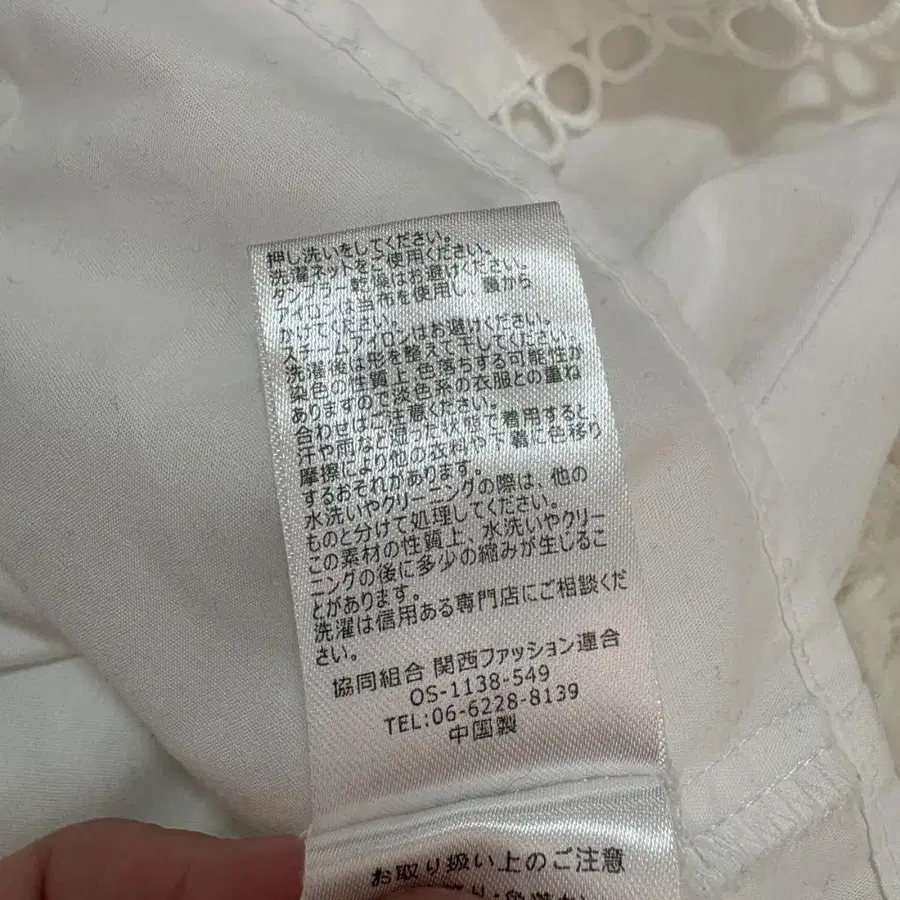 押し洗いをしてください。
洗濯ネットをご使用ください。
タンブラー乾燥はお避けください。
アイロンは当布を使用し、裏から
かけてください。
スチームアイロンはお避けください。
洗濯後は形を整えて干してください。
染色の性質上、色落ちする可能性が
ありますので淡色系の衣服との重ね
合わせはご注意ください。
汗や雨など湿った状態で着用すると、
摩擦により他の衣料や下着に色移り
するおそれがあります。
水洗いやクリーニングの際は、他の
ものと分けて処理してください。
この素材の性質上、水洗いやクリー
ニングの後に多少の縮みが生じるこ
とがあります。
洗濯は信用ある専門店にご相談くだ
さい。
協同組合 関西ファッション連合
OS-1138-549
TEL:06-6228-8139
中国製
お取り扱い上のご注意